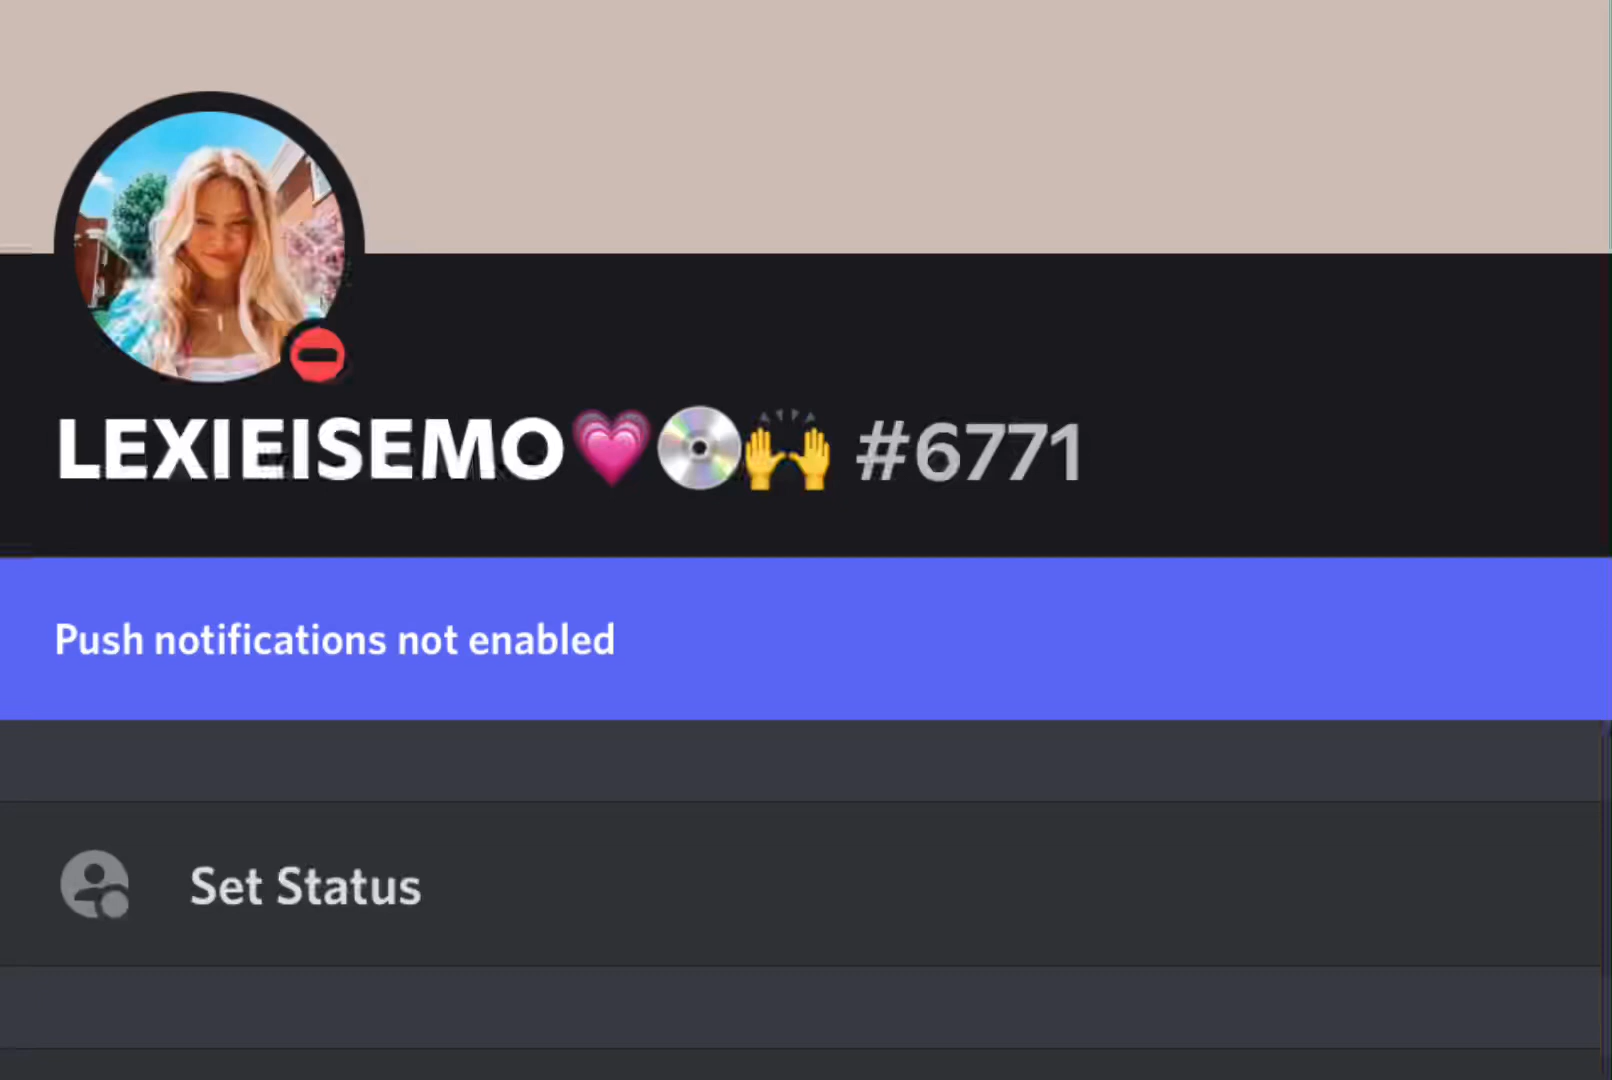 LEXIEISEMO💗💿🙌 #6771
Push notifications not enabled
Set Status